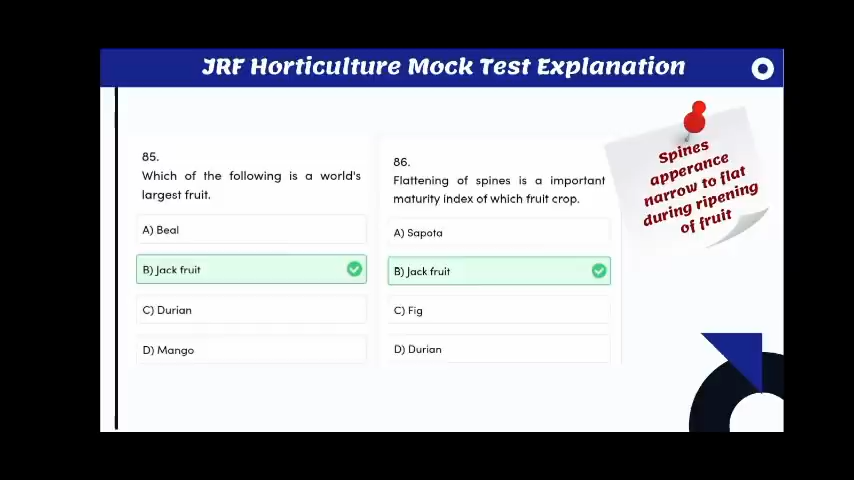 JRF Horticulture Mock Test Explanation
85.
Which of the following is a world's
largest fruit.
A) Beal
B) Jack fruit
C) Durian
D) Mango
86.
Flattening of spines is a important
maturity index of which fruit crop.
A) Sapota
B) Jack fruit
C) Fig
D) Durian
Spines
apperance
narrow to flat
during ripening
of fruit